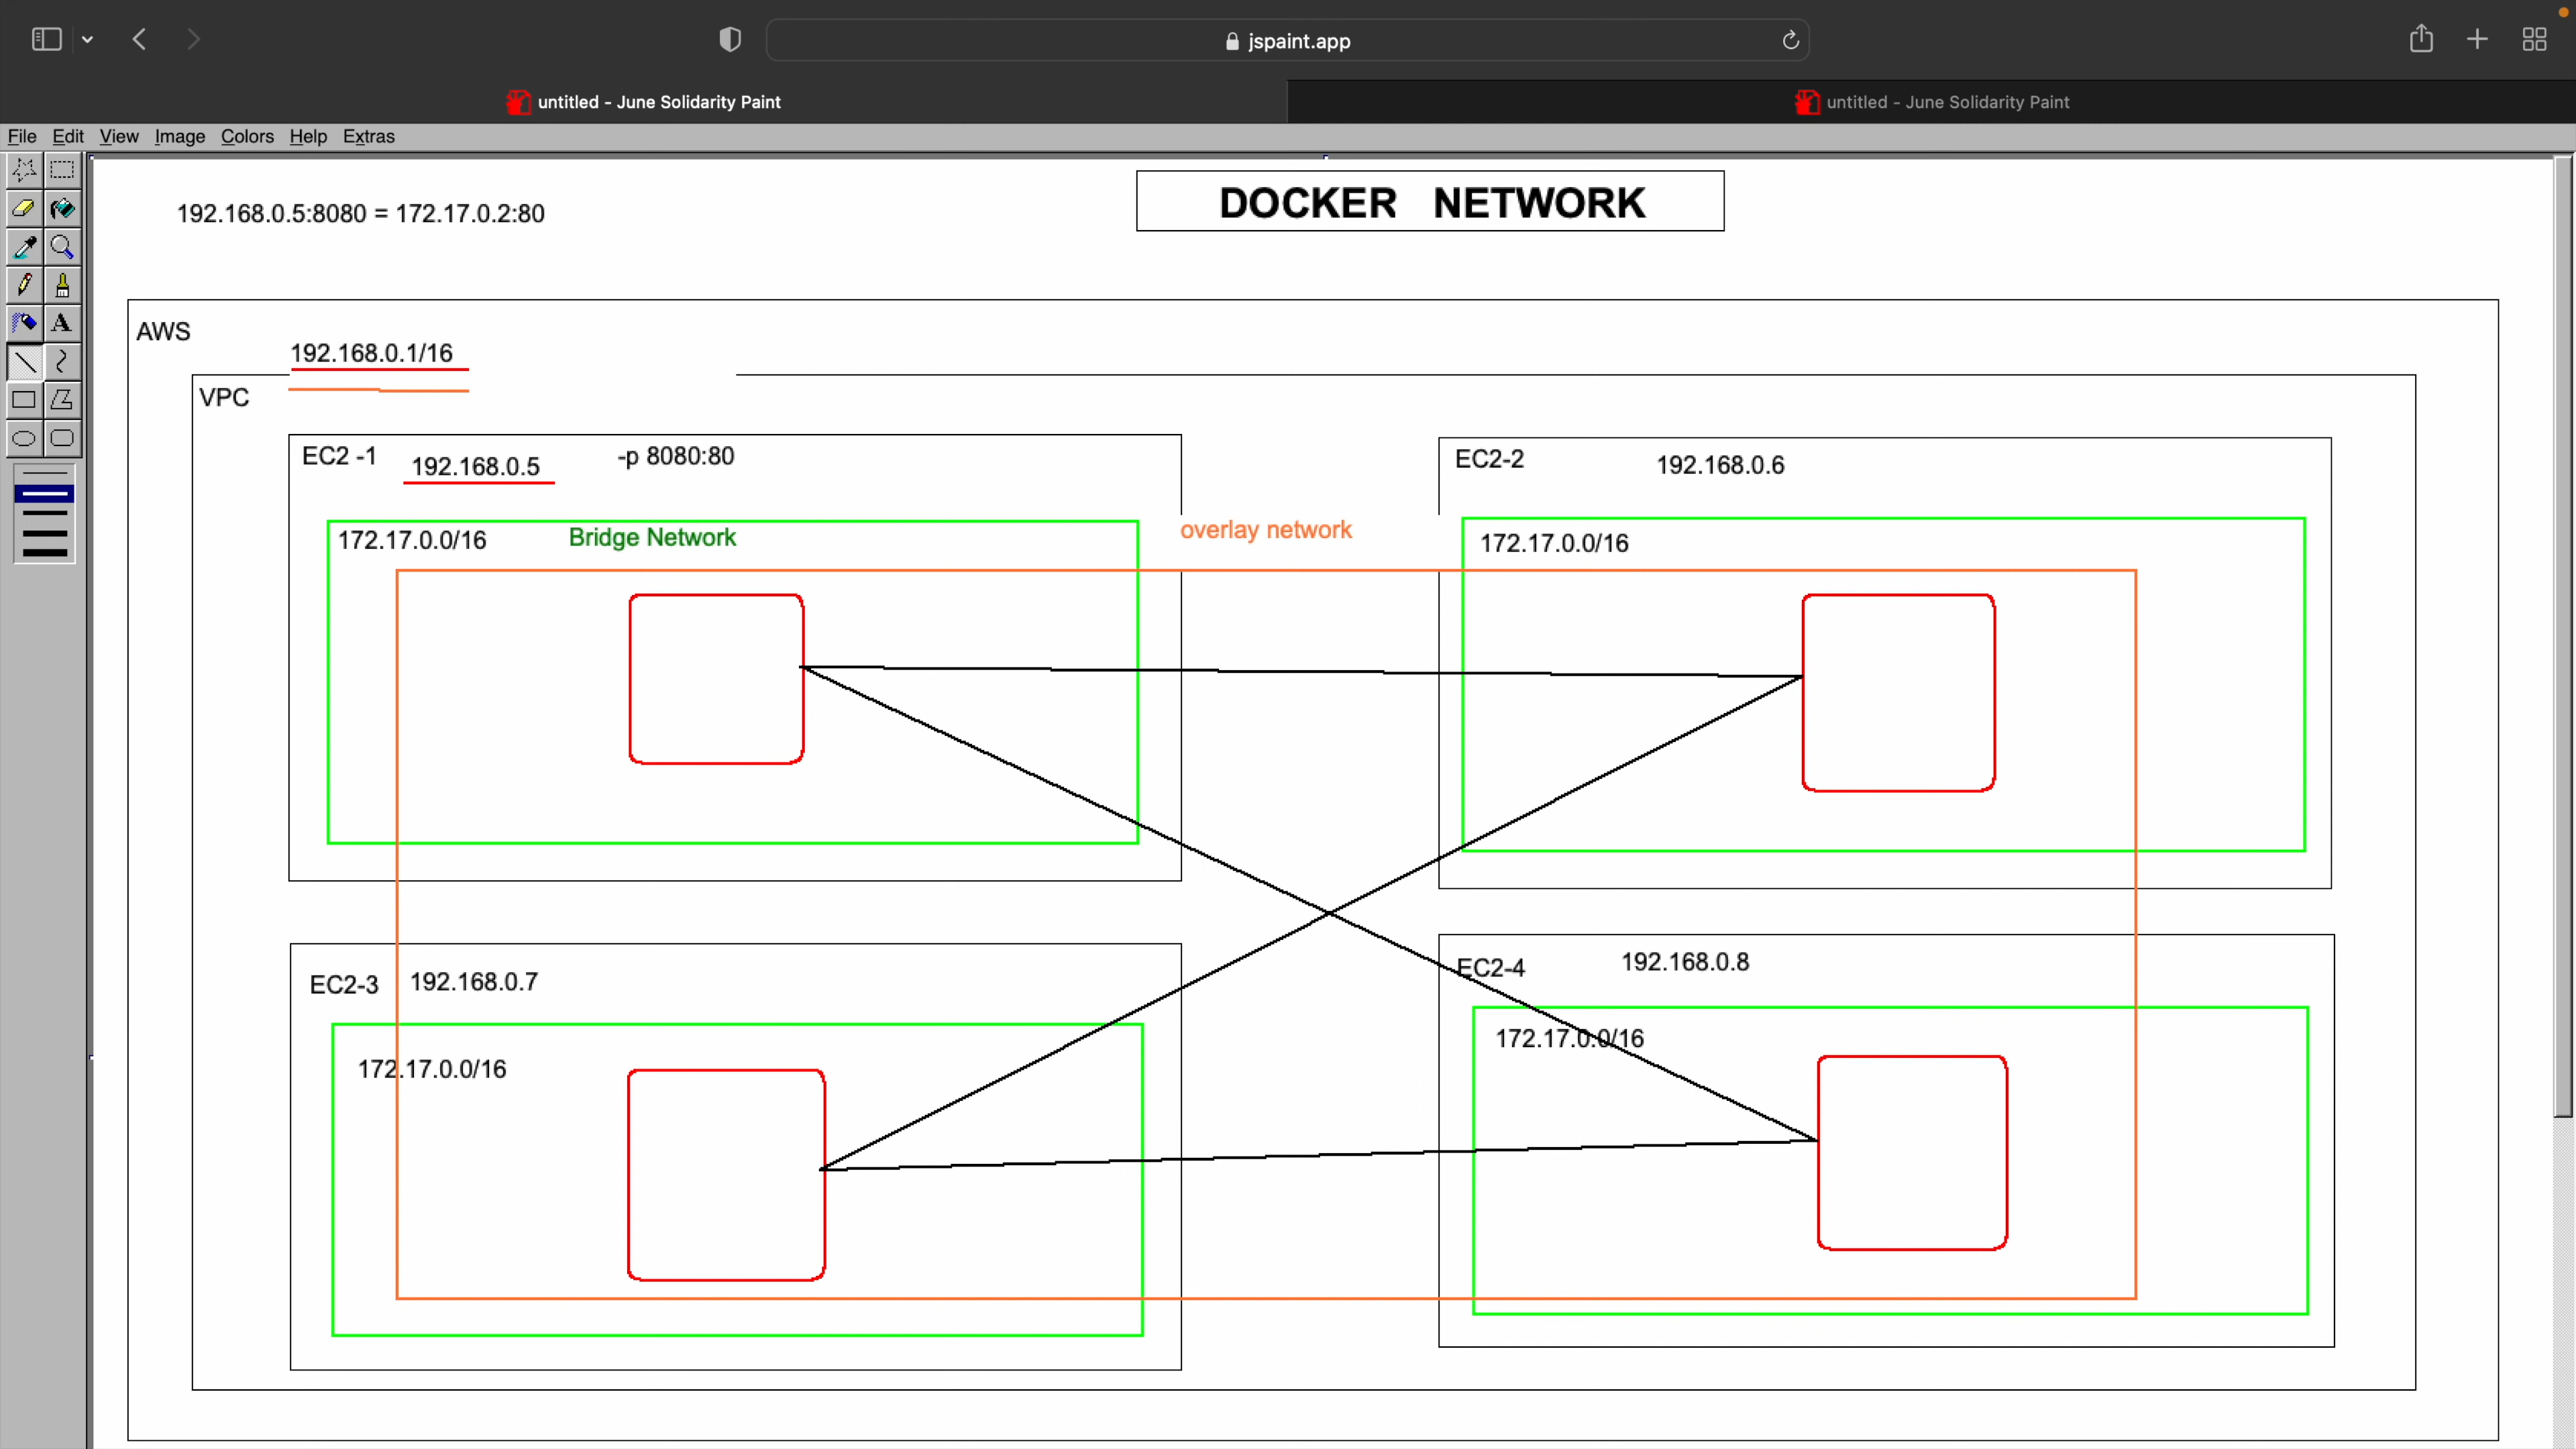 jspaint.app
untitled - June Solidarity Paint
untitled - June Solidarity Paint
File Edit View Image Colors Help Extras
DOCKER NETWORK
192.168.0.5:8080 = 172.17.0.2:80
AWS
192.168.0.1/16
VPC
EC2 -1
192.168.0.5
-p 8080:80
EC2-2
192.168.0.6
172.17.0.0/16
Bridge Network
overlay network
172.17.0.0/16
EC2-3
192.168.0.7
EC2-4
192.168.0.8
172.17.0.0/16
172.17.0.0/16